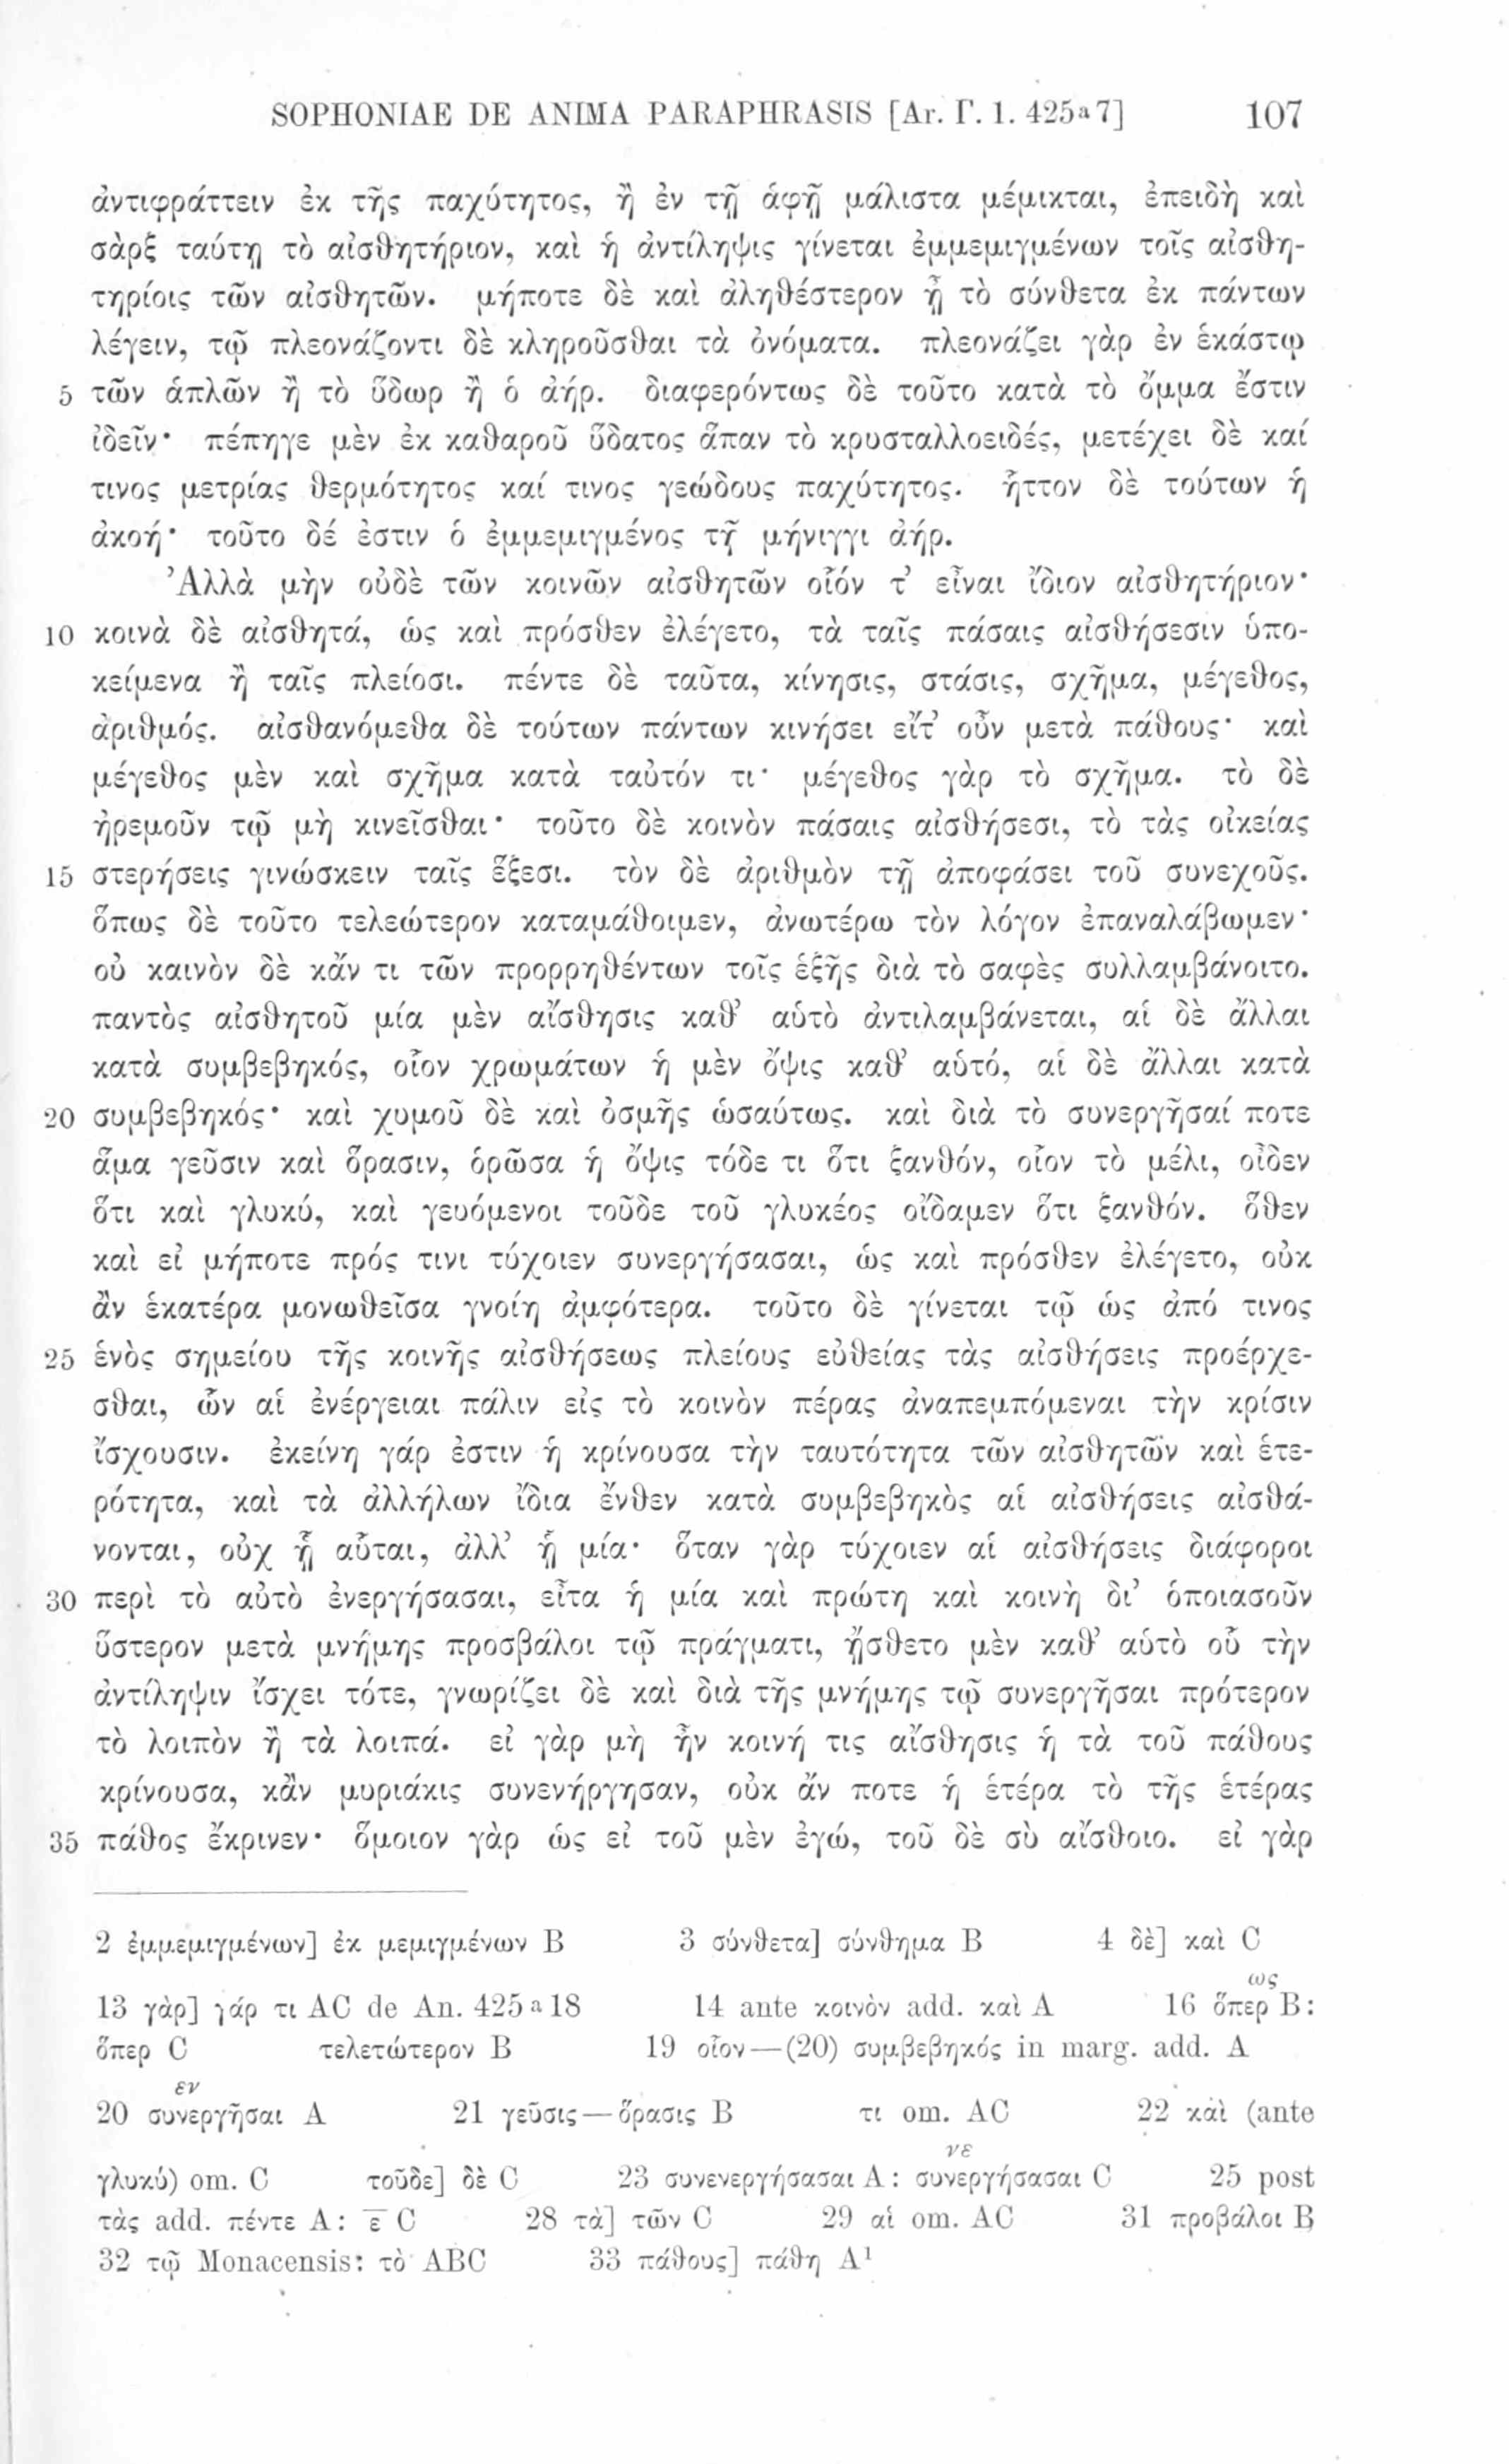 SOPHONIAE DE ANIMA PARAPHRASIS [Ar. Γ. 1. 425a7] 107
ἀντιφράττειν ἐκ τῆς παχύτητος, ἢ ἐν τῇ ἁφῇ μάλιστα μέμικται, ἐπειδὴ καὶ
σὰρξ ταύτῃ τὸ αἰσθητήριον, καὶ ἡ ἀντίληψις γίνεται ἐμμεμιγμένων τοῖς αἰσθη-
τηρίοις τῶν αἰσθητῶν. μήποτε δὲ καὶ ἀληθέστερον ᾖ τὸ σύνθετα ἐκ πάντων
λέγειν, τῷ πλεονάζοντι δὲ κληροῦσθαι τὰ ὀνόματα. πλεονάζει γὰρ ἐν ἑκάστῳ
5 τῶν ἁπλῶν ἢ τὸ ὕδωρ ἢ ὁ ἀήρ. διαφερόντως δὲ τοῦτο κατὰ τὸ ὄμμα ἔστιν
ἰδεῖν· πέπηγε μὲν ἐκ καθαροῦ ὕδατος ἅπαν τὸ κρυσταλλοειδές, μετέχει δὲ καί
τινος μετρίας θερμότητος καί τινος γεώδους παχύτητος. ἧττον δὲ τούτων ἡ
ἀκοή· τοῦτο δέ ἐστιν ὁ ἐμμεμιγμένος τῇ μήνιγγι ἀήρ.
Ἀλλὰ μὴν οὐδὲ τῶν κοινῶν αἰσθητῶν οἷόν τ’ εἶναι ἴδιον αἰσθητήριον·
10 κοινὰ δὲ αἰσθητά, ὡς καὶ πρόσθεν ἐλέγετο, τὰ ταῖς πάσαις αἰσθήσεσιν ὑπο-
κείμενα ἢ ταῖς πλείοσι. πέντε δὲ ταῦτα, κίνησις, στάσις, σχῆμα, μέγεθος,
ἀριθμός. αἰσθανόμεθα δὲ τούτων πάντων κινήσει εἴτ’ οὖν μετὰ πάθους· καὶ
μέγεθος μὲν καὶ σχῆμα κατὰ ταὐτόν τι· μέγεθος γὰρ τὸ σχῆμα. τὸ δὲ
ἠρεμοῦν τῷ μὴ κινεῖσθαι· τοῦτο δὲ κοινὸν πάσαις αἰσθήσεσι, τὸ τὰς οἰκείας
15 στερήσεις γινώσκειν ταῖς ἕξεσι. τὸν δὲ ἀριθμὸν τῇ ἀποφάσει τοῦ συνεχοῦς.
ὅπως δὲ τοῦτο τελεώτερον καταμάθοιμεν, ἀνωτέρω τὸν λόγον ἐπαναλάβωμεν·
οὐ καινὸν δὲ κἄν τι τῶν προρρηθέντων τοῖς ἑξῆς διὰ τὸ σαφὲς συλλαμβάνοιτο.
παντὸς αἰσθητοῦ μία μὲν αἴσθησις καθ’ αὑτὸ ἀντιλαμβάνεται, αἱ δὲ ἄλλαι
κατὰ συμβεβηκός, οἷον χρωμάτων ἡ μὲν ὄψις καθ’ αὑτό, αἱ δὲ ἄλλαι κατὰ
20 συμβεβηκός· καὶ χυμοῦ δὲ καὶ ὀσμῆς ὡσαύτως. καὶ διὰ τὸ συνεργῆσαί ποτε
ἅμα γεῦσιν καὶ ὅρασιν, ὁρῶσα ἡ ὄψις τόδε τι ὅτι ξανθόν, οἷον τὸ μέλι, οἶδεν
ὅτι καὶ γλυκύ, καὶ γευόμενοι τοῦδε τοῦ γλυκέος οἴδαμεν ὅτι ξανθόν. ὅθεν
καὶ εἰ μήποτε πρός τινι τύχοιεν συνεργήσασαι, ὡς καὶ πρόσθεν ἐλέγετο, οὐκ
ἂν ἑκατέρα μονωθεῖσα γνοίη ἀμφότερα. τοῦτο δὲ γίνεται τῷ ὡς ἀπό τινος
25 ἑνὸς σημείου τῆς κοινῆς αἰσθήσεως πλείους εὐθείας τὰς αἰσθήσεις προέρχε-
σθαι, ὧν αἱ ἐνέργειαι πάλιν εἰς τὸ κοινὸν πέρας ἀναπεμπόμεναι τὴν κρίσιν
ἴσχουσιν. ἐκείνη γάρ ἐστιν ἡ κρίνουσα τὴν ταυτότητα τῶν αἰσθητῶν καὶ ἑτε-
ρότητα, καὶ τὰ ἀλλήλων ἴδια ἔνθεν κατὰ συμβεβηκὸς αἱ αἰσθήσεις αἰσθά-
νονται, οὐχ ᾗ αὗται, ἀλλ’ ᾗ μία· ὅταν γὰρ τύχοιεν αἱ αἰσθήσεις διάφοροι
30 περὶ τὸ αὐτὸ ἐνεργήσασαι, εἶτα ἡ μία καὶ πρώτη καὶ κοινὴ δι’ ὁποιασοῦν
ὕστερον μετὰ μνήμης προσβάλοι τῷ πράγματι, ᾔσθετο μὲν καθ’ αὑτὸ οὗ τὴν
ἀντίληψιν ἴσχει τότε, γνωρίζει δὲ καὶ διὰ τῆς μνήμης τῷ συνεργῆσαι πρότερον
τὸ λοιπὸν ἢ τὰ λοιπά. εἰ γὰρ μὴ ἦν κοινή τις αἴσθησις ἡ τὰ τοῦ πάθους
κρίνουσα, κἂν μυριάκις συνενήργησαν, οὐκ ἄν ποτε ἡ ἑτέρα τὸ τῆς ἑτέρας
35 πάθος ἔκρινεν· ὅμοιον γὰρ ὡς εἰ τοῦ μὲν ἐγώ, τοῦ δὲ σὺ αἴσθοιο. εἰ γὰρ
2 ἐμμεμιγμένων] ἐκ μεμιγμένων B 3 σύνθετα] σύνθημα B 4 δὲ] καὶ C
ως
13 γὰρ] γάρ τι AC de An. 425a18 14 ante κοινὸν add. καὶ A 16 ὅπερ B:
ὅπερ C τελετώτερον B 19 οἷον—(20) συμβεβηκός in marg. add. A
εν
20 συνεργῆσαι A 21 γεῦσις—ὅρασις B τι om. AC 22 καὶ (ante
νε
γλυκύ) om. C τοῦδε] δὲ C 23 συνενεργήσασαι A: συνεργήσασαι C 25 post
τὰς add. πέντε A: ε̅ C 28 τὰ] τῶν C 29 αἱ om. AC 31 προβάλοι B
32 τῷ Monacensis: τὸ ABC 33 πάθους] πάθη A¹